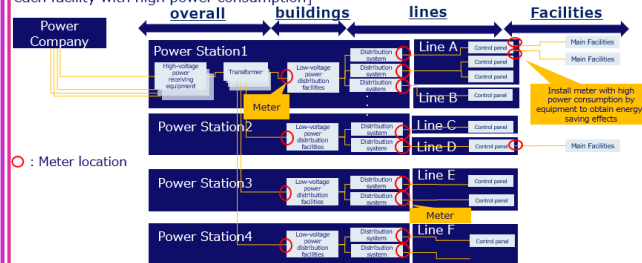 Each facility with high power consumption]
overall
buildings
lines
Facilities
Power
Company
Power Station1
High-voltage
power
receiving
equipment
Transformer
Low-voltage
power
distribution
facilities
Distribution
system
Distribution
system
Distribution
system
Line A
Control panel
Control panel
Line B
Control panel
Main Facilities
Main Facilities
Meter
Install meter with high
power consumption by
equipment to obtain energy
saving effects
Power Station2
Low-voltage
power
distribution
facilities
Distribution
system
Distribution
system
Line C
Control panel
Line D
Control panel
Main Facilities
: Meter location
Power Station3
Low-voltage
power
distribution
facilities
Distribution
system
Distribution
system
Line E
Control panel
Control panel
Meter
Power Station4
Low-voltage
power
distribution
facilities
Distribution
system
Distribution
system
Line F
Control panel